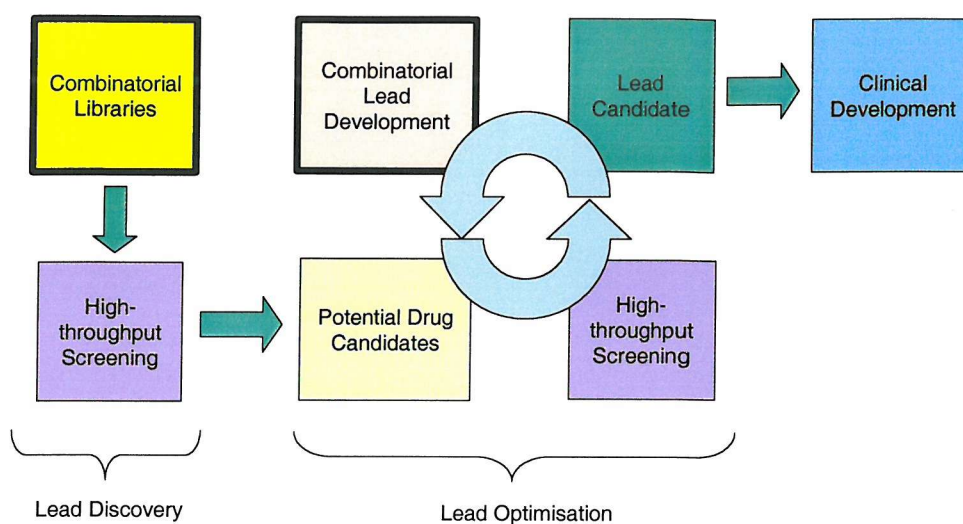 Combinatorial
Libraries
Combinatorial
Lead
Development
Lead
Candidate
Clinical
Development
High-
throughput
Screening
Potential Drug
Candidates
High-
throughput
Screening
Lead Discovery
Lead Optimisation